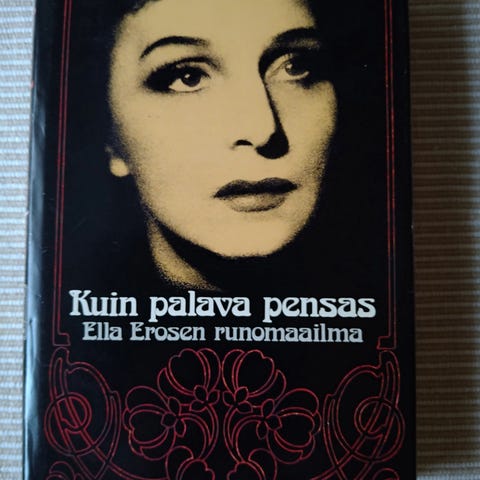 Kuin palava pensas
Ella Erosen runomaailma